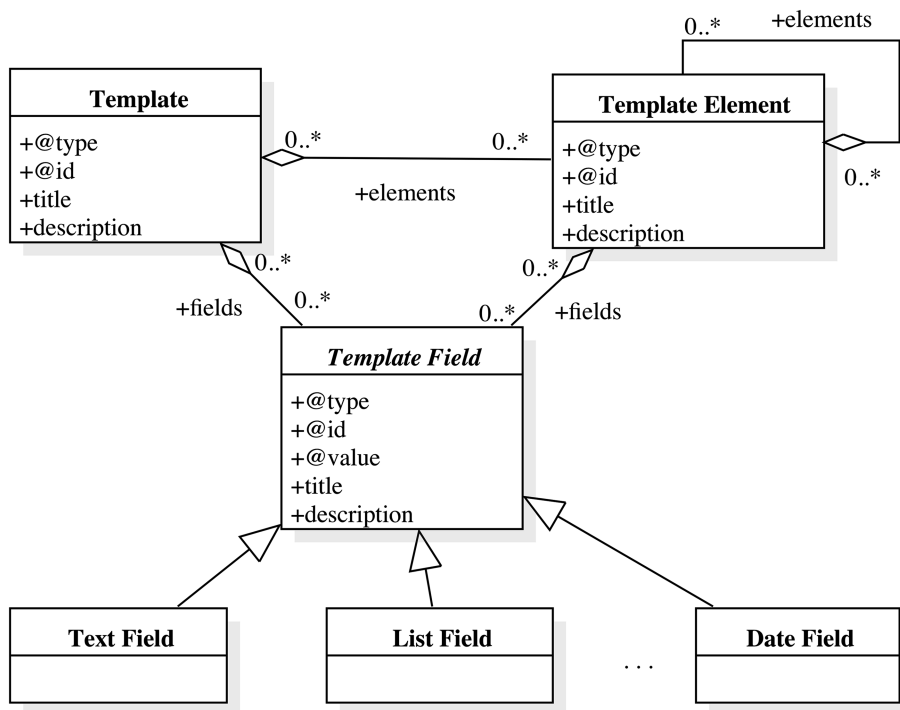 0..*
+elements
Template
+@type
+@id
+title
+description
0..*
0..*
+elements
Template Element
+@type
+@id
+title
+description
0..*
0..*
+fields
0..*
0..*
+fields
0..*
Template Field
+@type
+@id
+@value
+title
+description
Text Field
List Field
...
Date Field